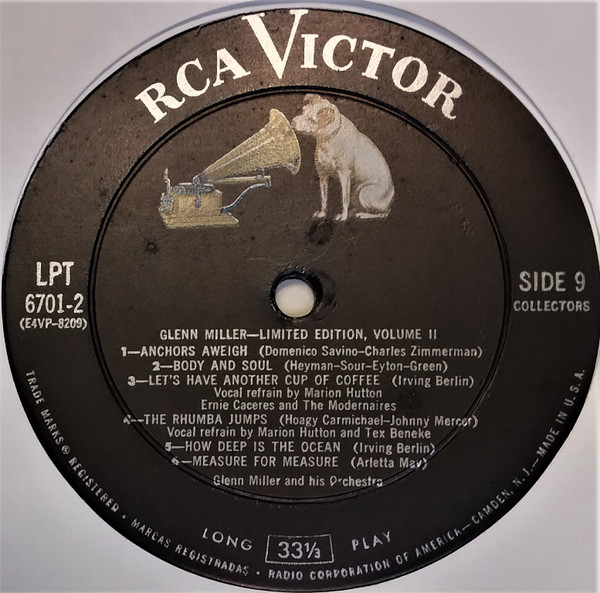 RCA VICTOR
LPT
6701-2
(E4VP-8209)
SIDE 9
COLLECTORS
GLENN MILLER—LIMITED EDITION, VOLUME II
1—ANCHORS AWEIGH (Domenico Savino-Charles Zimmerman)
2—BODY AND SOUL (Heyman-Sour-Eyton-Green)
3—LET'S HAVE ANOTHER CUP OF COFFEE (Irving Berlin)
Vocal refrain by Marion Hutton
Ernie Caceres and The Modernaires
4—THE RHUMBA JUMPS (Hoagy Carmichael-Johnny Mercer)
Vocal refrain by Marion Hutton and Tex Beneke
5—HOW DEEP IS THE OCEAN (Irving Berlin)
6—MEASURE FOR MEASURE (Arletta May)
Glenn Miller and his Orchestra
LONG 33⅓ PLAY
TRADE MARKS ® REGISTERED • MARCAS REGISTRADAS • RADIO CORPORATION OF AMERICA—CAMDEN, N. J.—MADE IN U.S.A.